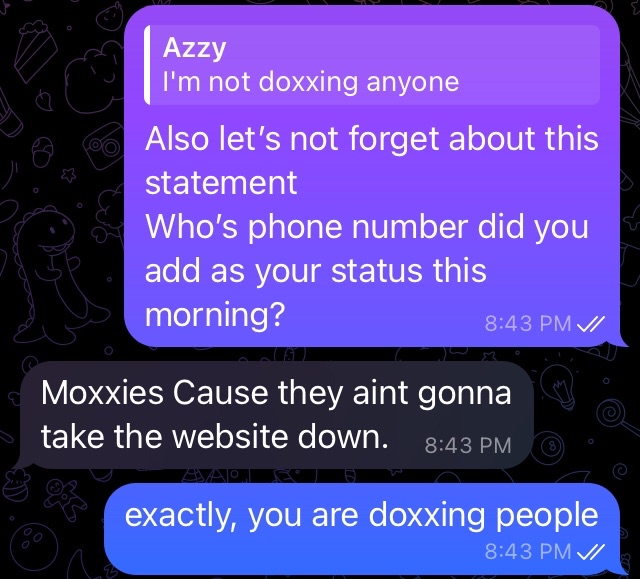 Azzy
I'm not doxxing anyone
Also let's not forget about this
statement
Who's phone number did you
add as your status this
morning?
8:43 PM
Moxxies Cause they aint gonna
take the website down.
8:43 PM
exactly, you are doxxing people
8:43 PM